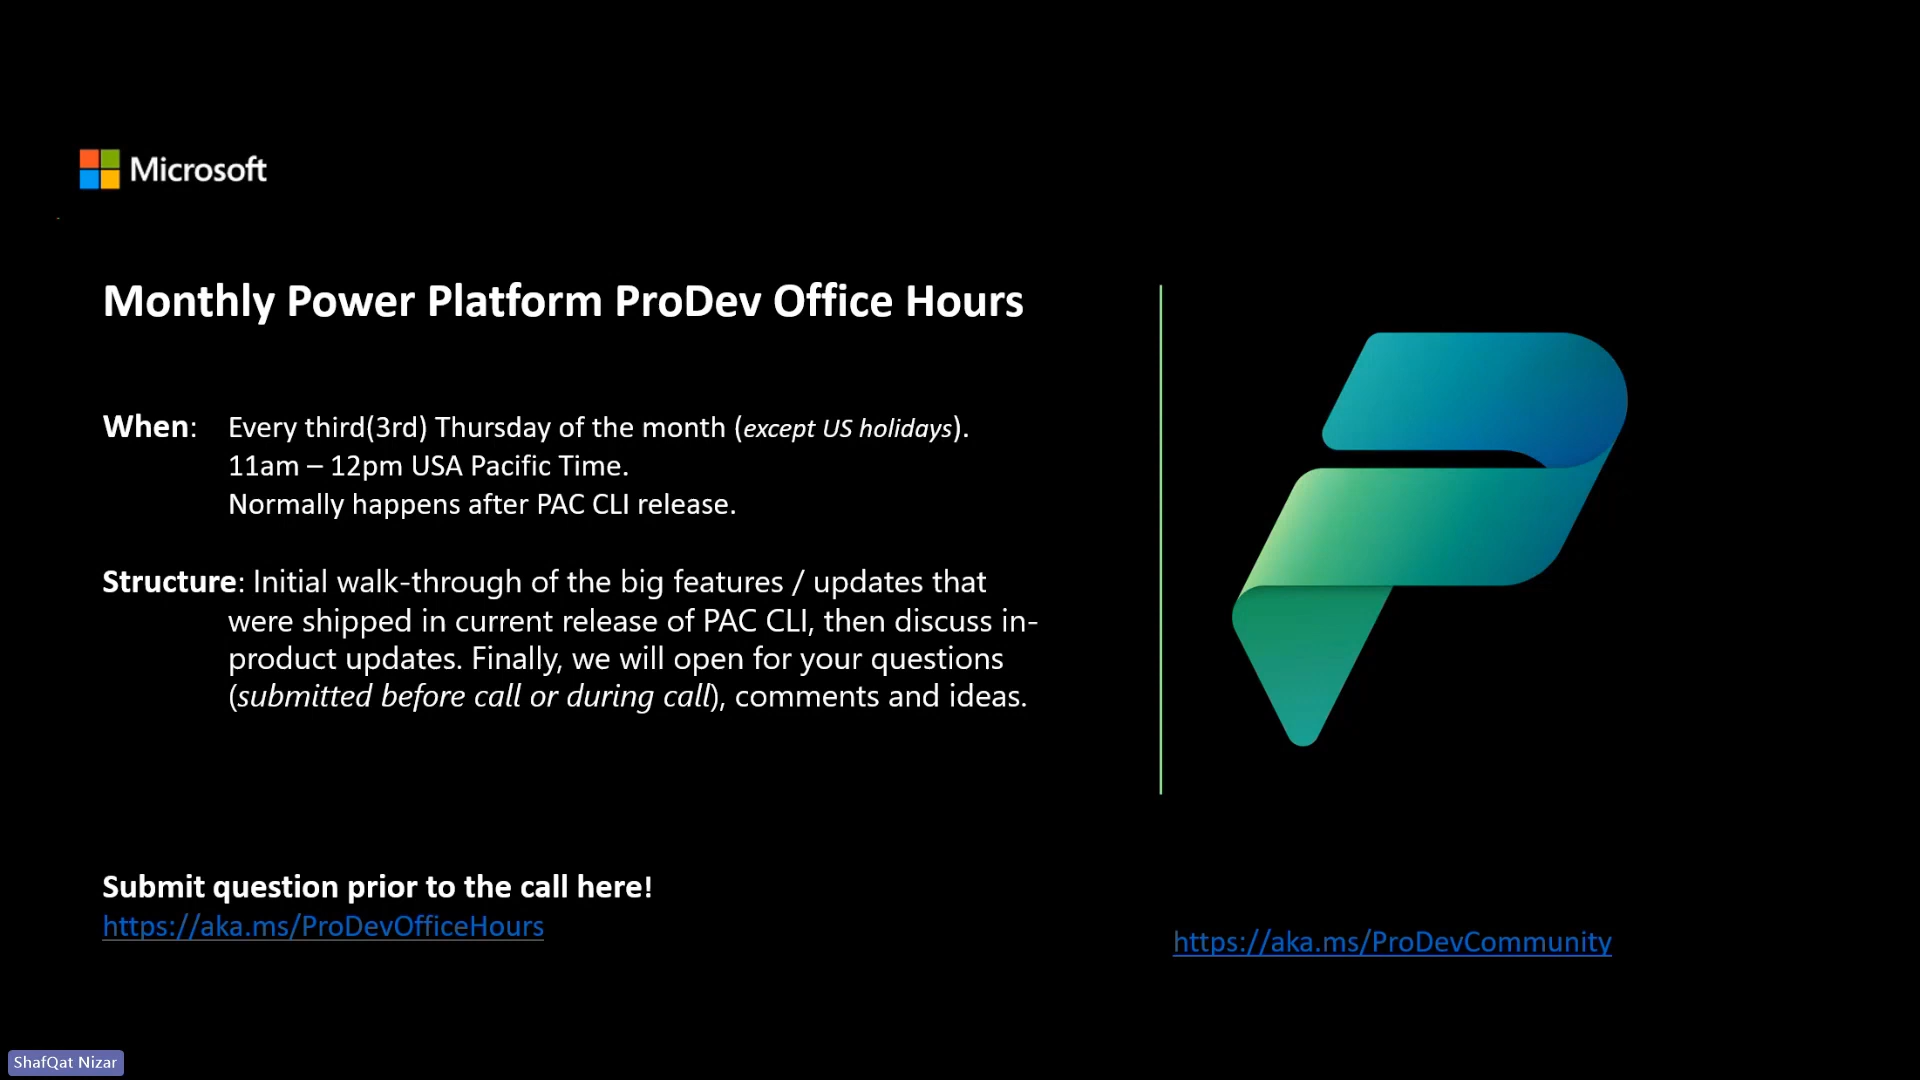 Microsoft
Monthly Power Platform ProDev Office Hours
When: Every third(3rd) Thursday of the month (except US holidays).
11am – 12pm USA Pacific Time.
Normally happens after PAC CLI release.
Structure: Initial walk-through of the big features / updates that
were shipped in current release of PAC CLI, then discuss in-
product updates. Finally, we will open for your questions
(submitted before call or during call), comments and ideas.
Submit question prior to the call here!
https://aka.ms/ProDevOfficeHours
https://aka.ms/ProDevCommunity
ShafQat Nizar